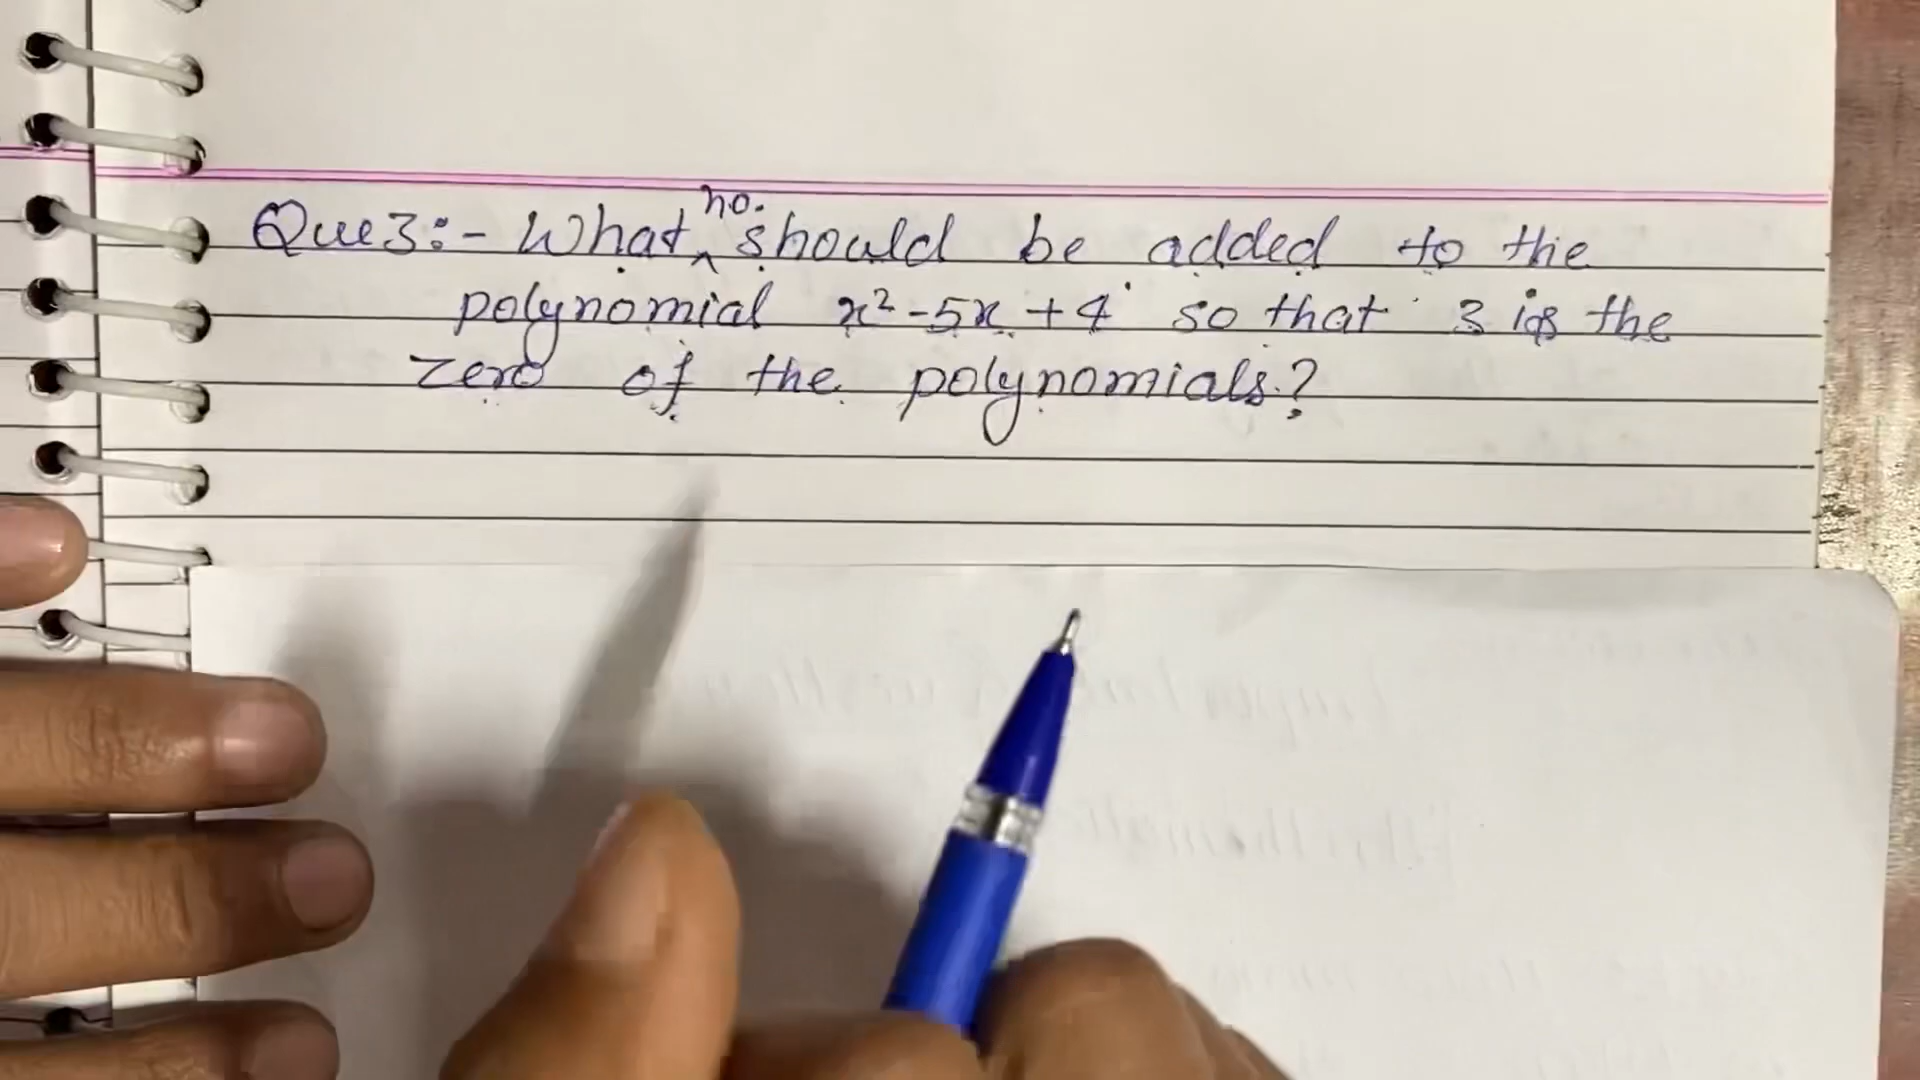 Que3:- What no. should be added to the
polynomial x²-5x+4 so that 3 is the
zero of the polynomials.?